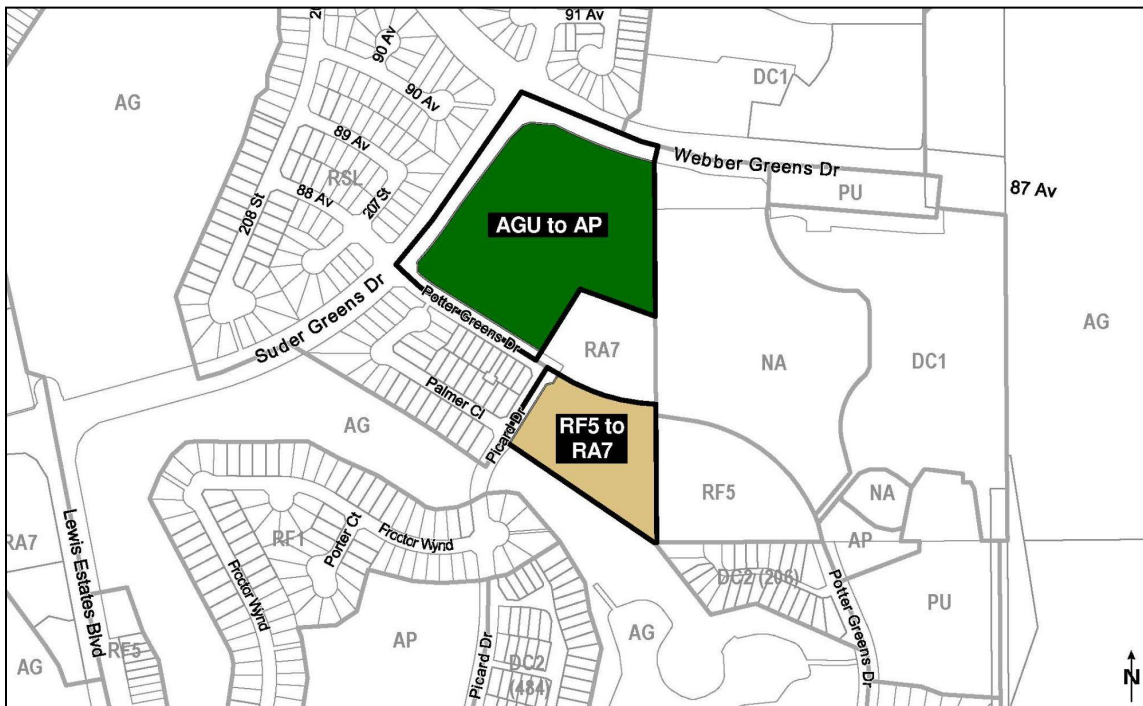 20
91 Av
90 Av
DC1
AG
90 Av
89 Av
Webber Greens Dr
RSL
PU
87 Av
88 Av
207 St
208 St
AGU to AP
Potter Greens Dr
AG
Suder Greens Dr
RA7
NA
DC1
Palmer Cl
RF5 to
RA7
Picard Dr
AG
RF5
NA
Lewis Estates Blvd
RA7
RF1
Porter Ct
Proctor Wynd
AP
DC2 (206)
Proctor Wynd
Potter Greens Dr
PU
AP
AG
RF5
Picard Dr
DC2
(484)
AG
N